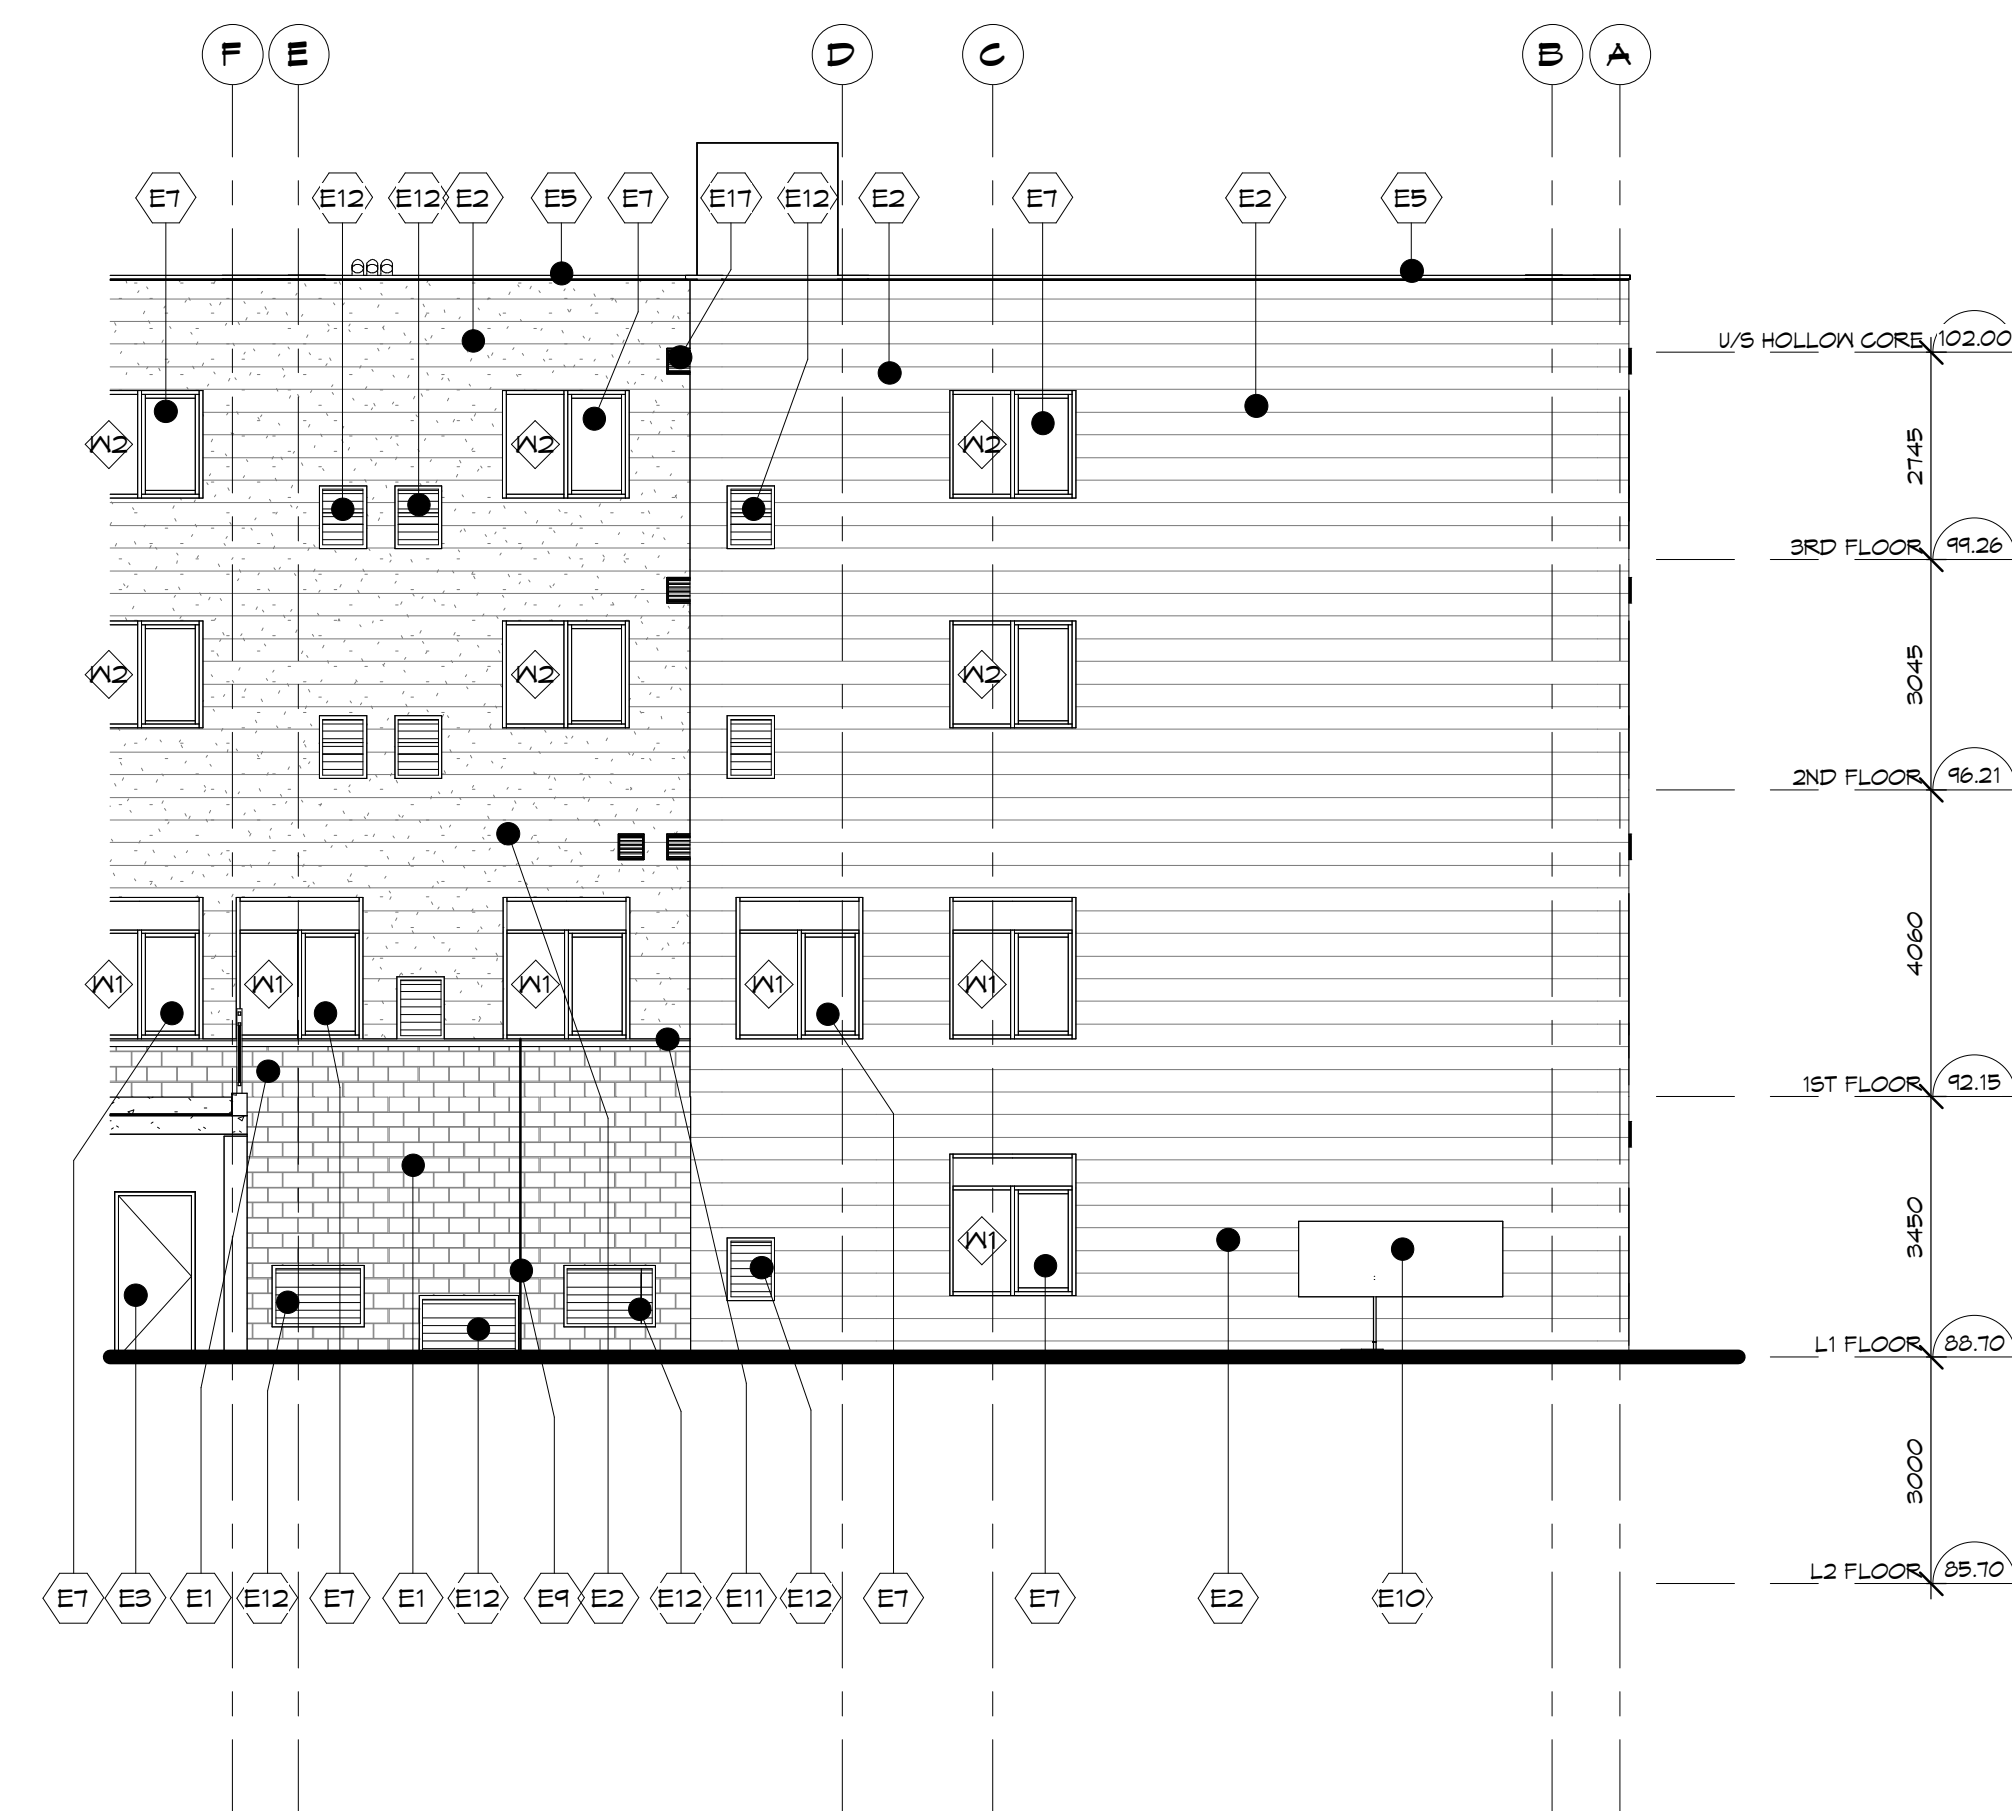 F E D C B A
E7 E12 E12 E2 E5 E7 E17 E12 E2 E7 E2 E5
U/S HOLLOW CORE 102.00
W2 W2 W2
2745
3RD FLOOR 99.26
W2 W2 W2
3045
2ND FLOOR 96.21
4060
W1 W1 W1 W1 W1
1ST FLOOR 92.15
W1
3450
L1 FLOOR 88.70
3000
L2 FLOOR 85.70
E7 E3 E1 E12 E7 E1 E12 E9 E2 E12 E11 E12 E7 E7 E2 E10